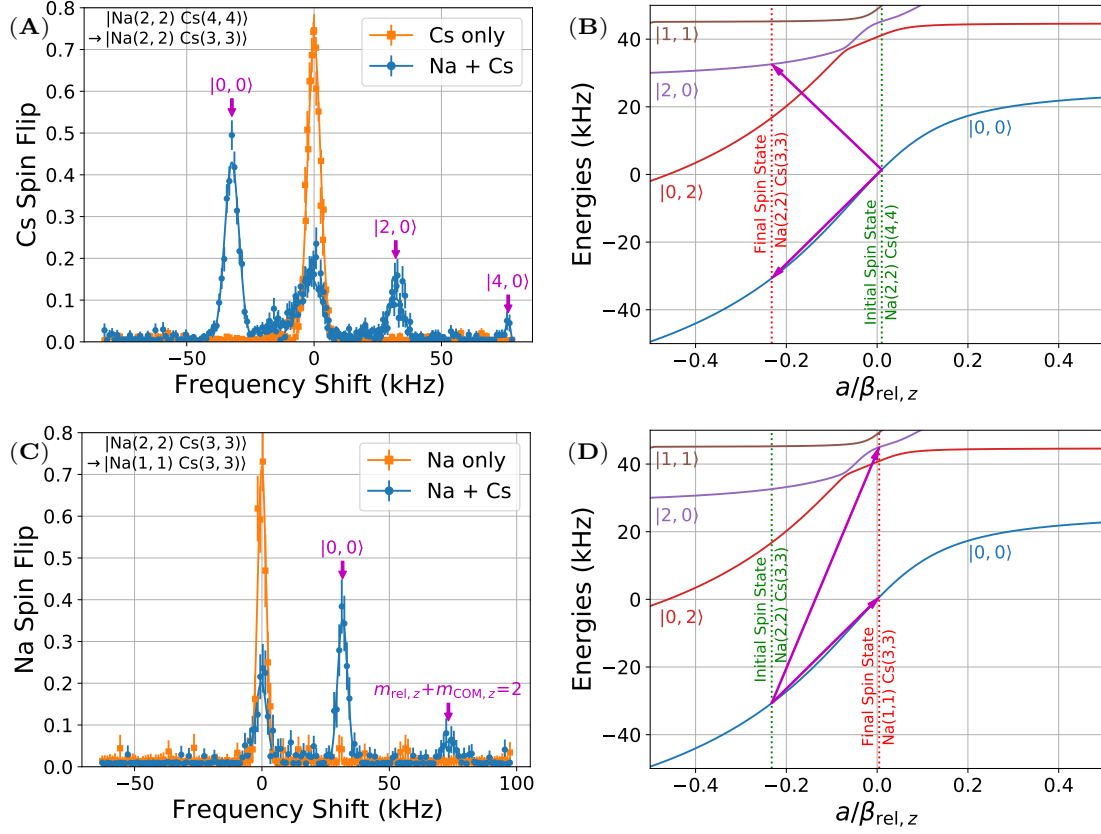 (A)
|Na(2,2) Cs(4,4)⟩
→|Na(2,2) Cs(3,3)⟩
Cs only
Na + Cs
|0, 0⟩
|2, 0⟩
|4, 0⟩
0.8
0.7
0.6
0.5
0.4
0.3
0.2
0.1
0.0
Cs Spin Flip
−50
0
50
Frequency Shift (kHz)
(B)
|1, 1⟩
|2, 0⟩
|0, 2⟩
|0, 0⟩
Final Spin State
Na(2,2) Cs(3,3)
Initial Spin State
Na(2,2) Cs(4,4)
40
20
0
−20
−40
Energies (kHz)
−0.4
−0.2
0.0
0.2
0.4
a/βrel, z
(C)
|Na(2,2) Cs(3,3)⟩
→|Na(1,1) Cs(3,3)⟩
Na only
Na + Cs
|0, 0⟩
mrel, z+mCOM, z=2
0.8
0.7
0.6
0.5
0.4
0.3
0.2
0.1
0.0
Na Spin Flip
−50
0
50
100
Frequency Shift (kHz)
(D)
|1, 1⟩
|2, 0⟩
|0, 2⟩
|0, 0⟩
Initial Spin State
Na(2,2) Cs(3,3)
Final Spin State
Na(1,1) Cs(3,3)
40
20
0
−20
−40
Energies (kHz)
−0.4
−0.2
0.0
0.2
0.4
a/βrel, z